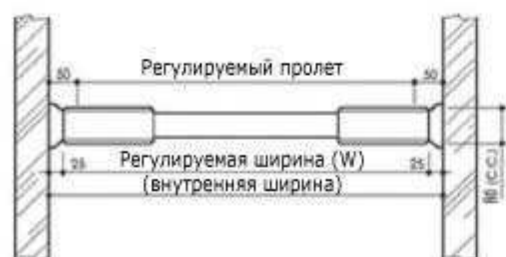 50 Регулируемый пролет 50
25 Регулируемая ширина (W) 25
(внутренняя ширина)
(C.C.)